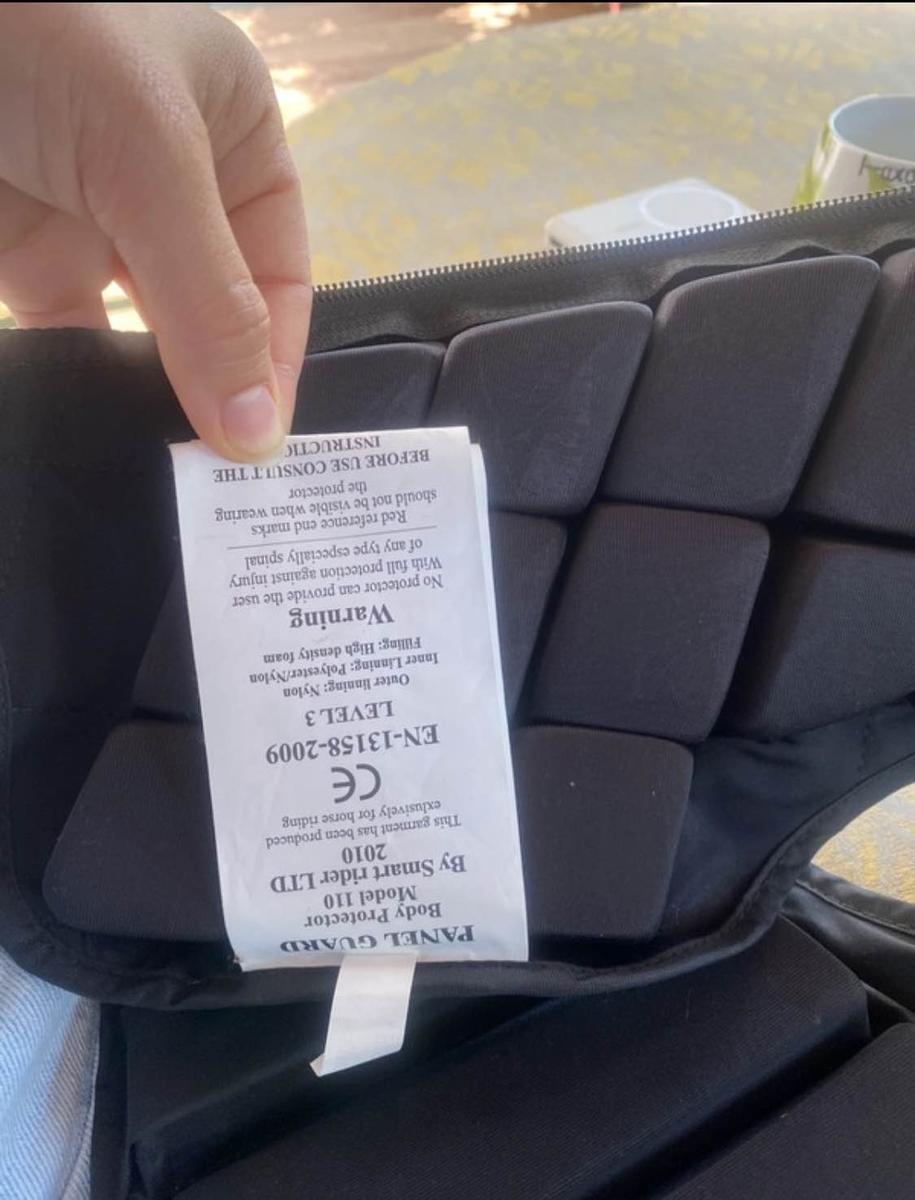 PANEL GUARD
Body Protector
Model 110
By Smart rider LTD
2010
This garment has been produced
exlusively for horse riding
CE
EN-13158-2009
LEVEL 3
Outer linning: Nylon
Inner Linning: Polyester/Nylon
Filling: High density foam
Warning
No protector can provide the user
With full protection against injury
of any type especially spinal
Red reference end marks
should not be visible when wearing
the protector
BEFORE USE CONSULT THE